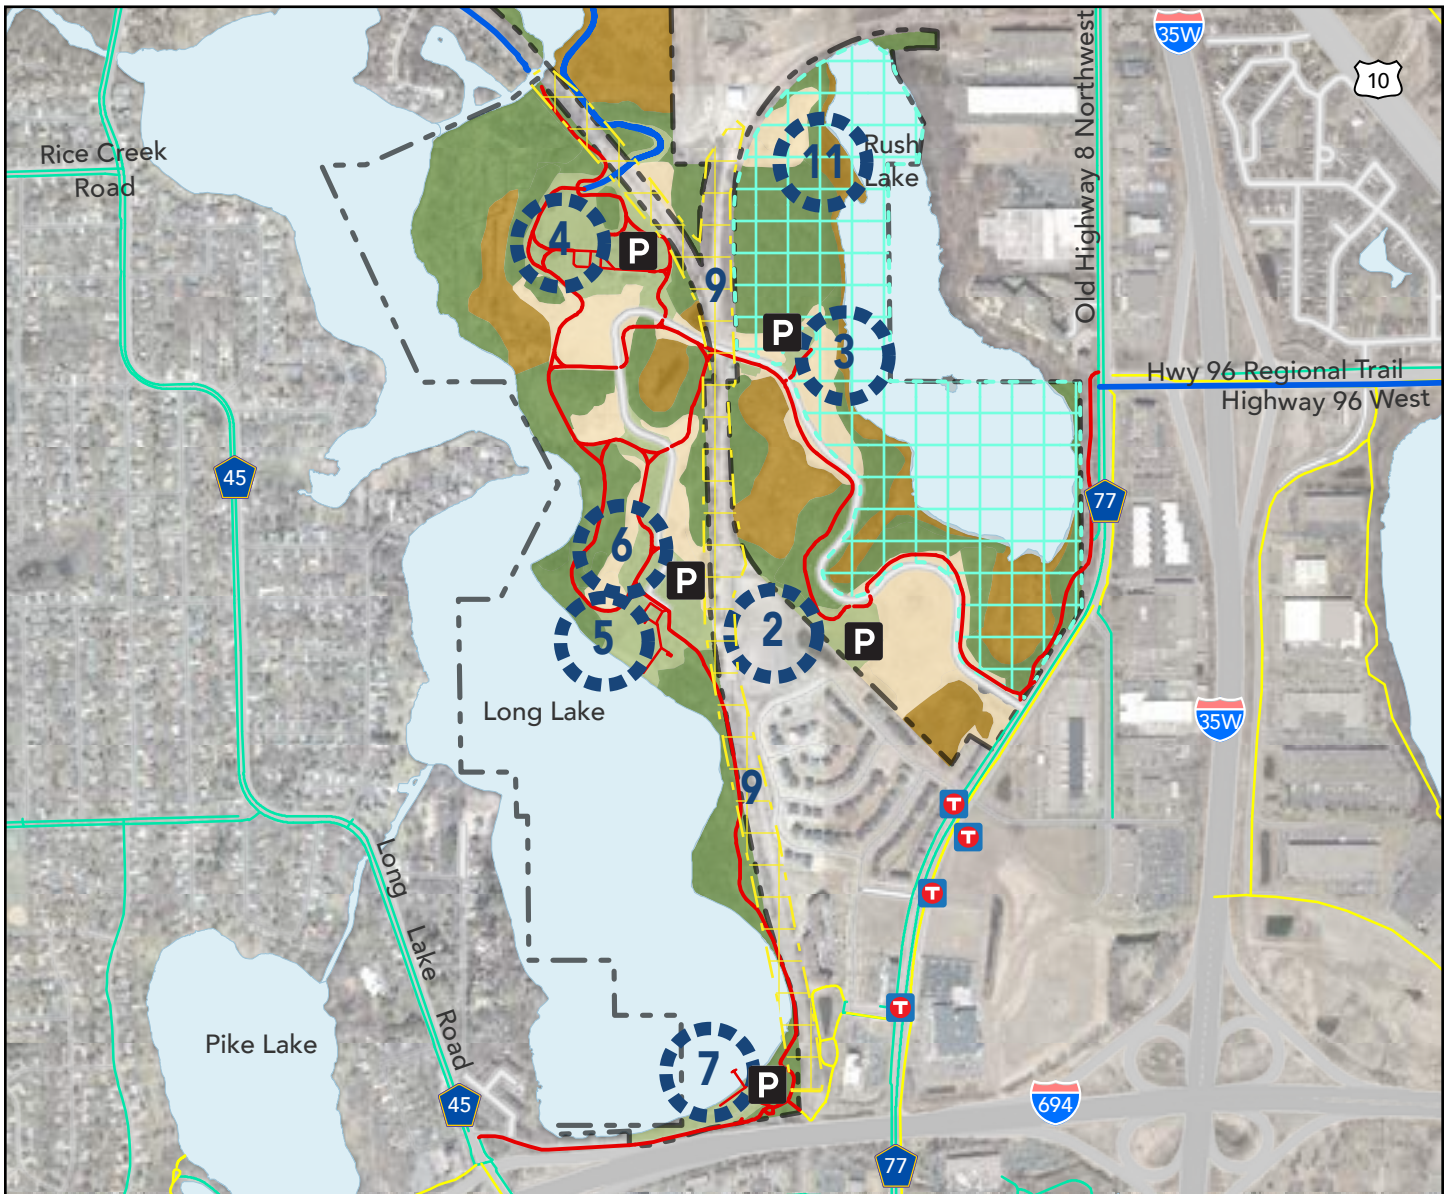 35W
10
Old Highway 8 Northwest
Rice Creek
Road
11
Rush
Lake
4
P
9
P
3
Hwy 96 Regional Trail
Highway 96 West
45
77
6
P
5
2
P
Long Lake
35W
9
T
T
T
Long Lake Road
T
Pike Lake
7
P
45
694
77